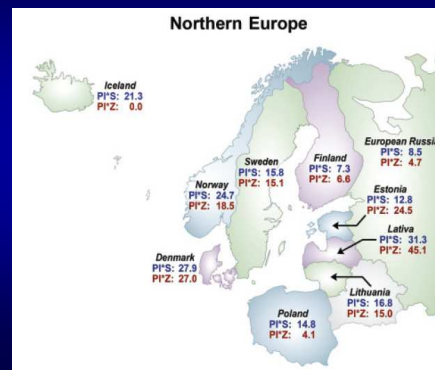 Northern Europe
Iceland
PI*S: 21.3
PI*Z: 0.0
European Russia
PI*S: 8.5
PI*Z: 4.7
Sweden
PI*S: 15.8
PI*Z: 15.1
Finland
PI*S: 7.3
PI*Z: 6.6
Norway
PI*S: 24.7
PI*Z: 18.5
Estonia
PI*S: 12.8
PI*Z: 24.5
Lativa
PI*S: 31.3
PI*Z: 45.1
Denmark
PI*S: 27.9
PI*Z: 27.0
Lithuania
PI*S: 16.8
PI*Z: 15.0
Poland
PI*S: 14.8
PI*Z: 4.1